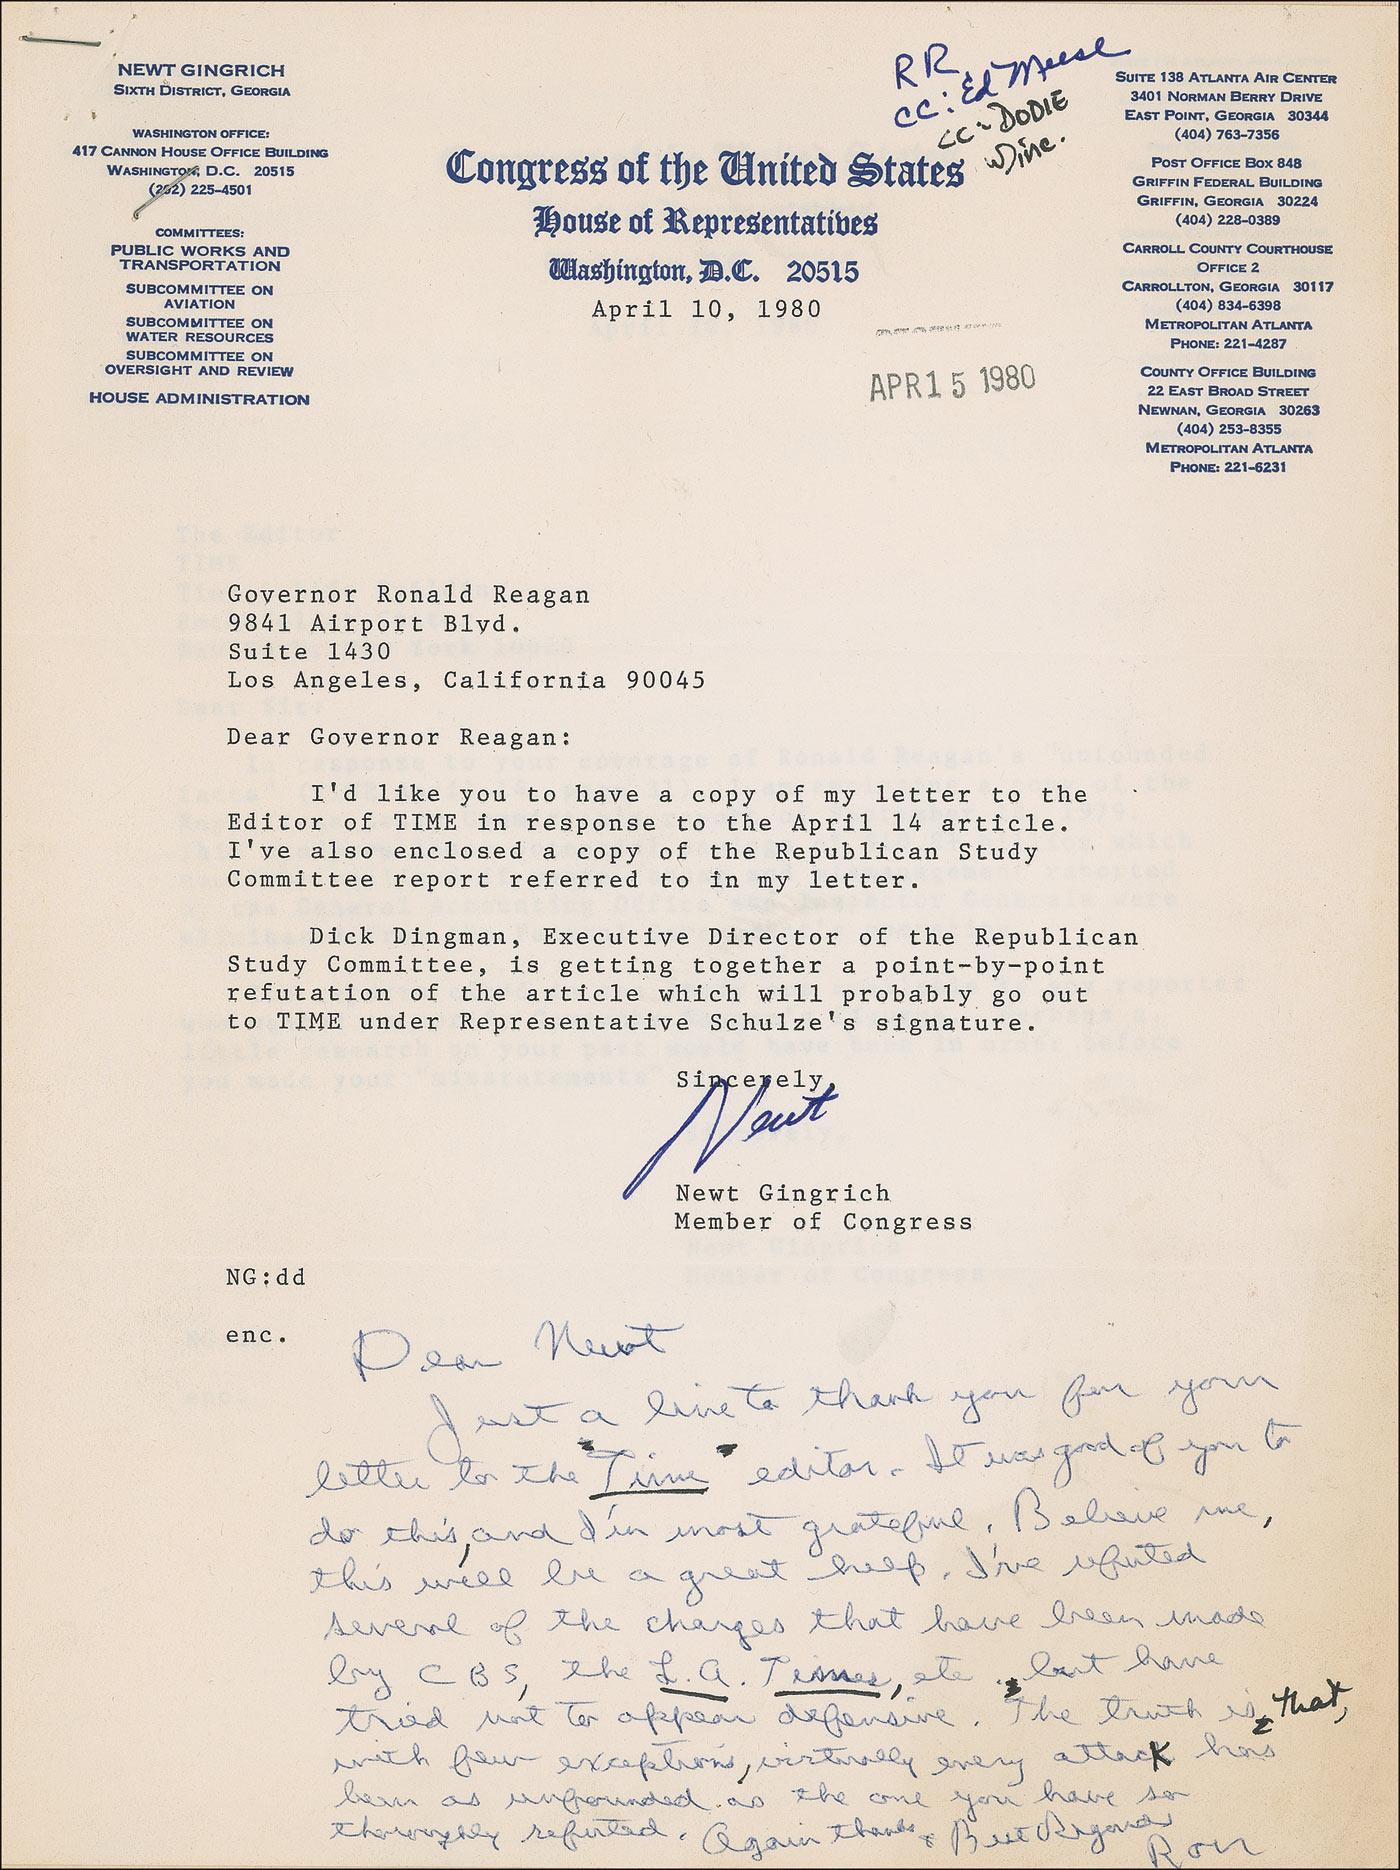 NEWT GINGRICH
SIXTH DISTRICT, GEORGIA
WASHINGTON OFFICE:
417 CANNON HOUSE OFFICE BUILDING
WASHINGTON, D.C. 20515
(202) 225-4501
COMMITTEES:
PUBLIC WORKS AND
TRANSPORTATION
SUBCOMMITTEE ON
AVIATION
SUBCOMMITTEE ON
WATER RESOURCES
SUBCOMMITTEE ON
OVERSIGHT AND REVIEW
HOUSE ADMINISTRATION
RR
cc: Ed Meese
cc: DODIE
Congress of the United States
House of Representatives
Washington, D.C. 20515
April 10, 1980
APR 15 1980
SUITE 138 ATLANTA AIR CENTER
3401 NORMAN BERRY DRIVE
EAST POINT, GEORGIA 30344
(404) 763-7356
POST OFFICE BOX 848
GRIFFIN FEDERAL BUILDING
GRIFFIN, GEORGIA 30224
(404) 228-0389
CARROLL COUNTY COURTHOUSE
OFFICE 2
CARROLLTON, GEORGIA 30117
(404) 834-6398
METROPOLITAN ATLANTA
PHONE: 221-4287
COUNTY OFFICE BUILDING
22 EAST BROAD STREET
NEWNAN, GEORGIA 30263
(404) 253-8355
METROPOLITAN ATLANTA
PHONE: 221-6231
Governor Ronald Reagan
9841 Airport Blvd.
Suite 1430
Los Angeles, California 90045
Dear Governor Reagan:
I'd like you to have a copy of my letter to the
Editor of TIME in response to the April 14 article.
I've also enclosed a copy of the Republican Study
Committee report referred to in my letter.
Dick Dingman, Executive Director of the Republican
Study Committee, is getting together a point-by-point
refutation of the article which will probably go out
to TIME under Representative Schulze's signature.
Sincerely,
Newt
Newt Gingrich
Member of Congress
NG:dd
enc.
Dear Newt
Just a line to thank you for your
letter to the "Time" editor. It was good of you to
do this, and I'm most grateful. Believe me,
this will be a great help. I've refuted
several of the charges that have been made
by CBS, the L.A. Times, etc. but have
tried not to appear defensive. The truth is that,
with few exceptions, virtually every attack has
been as unfounded as the one you have so
thoroughly refuted. Again thanks & Best Regards
Ron